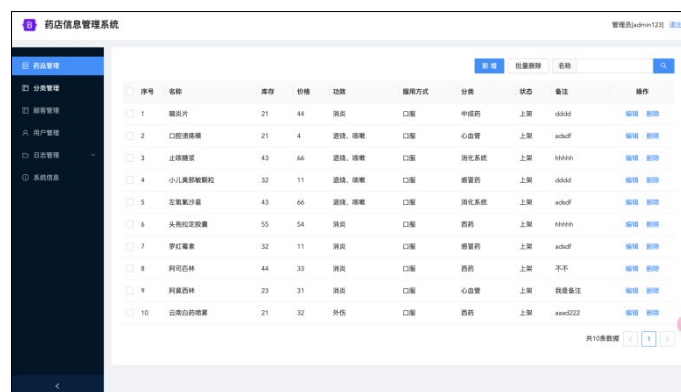 B 药店信息管理系统 管理员[admin123] 退出
药品管理
分类管理
顾客管理
用户管理
日志管理
系统信息
新增 批量删除 名称
序号 名称 库存 价格 功效 服用方式 分类 状态 备注 操作
1 脑炎片 21 44 消炎 口服 中成药 上架 dddd 编辑 删除
2 口腔溃疡模 21 4 退烧、咳嗽 口服 心血管 上架 adsdf 编辑 删除
3 止咳糖浆 43 66 退烧、咳嗽 口服 消化系统 上架 hhhhh 编辑 删除
4 小儿黄那敏颗粒 32 11 退烧、咳嗽 口服 感冒药 上架 dddd 编辑 删除
5 左氧氟沙星 43 66 退烧、咳嗽 口服 消化系统 上架 adsdf 编辑 删除
6 头孢拉定胶囊 55 54 消炎 口服 西药 上架 hhhhh 编辑 删除
7 罗红霉素 32 11 消炎 口服 感冒药 上架 adsdf 编辑 删除
8 阿司匹林 44 33 消炎 口服 西药 上架 不不 编辑 删除
9 阿莫西林 23 31 消炎 口服 心血管 上架 我是备注 编辑 删除
10 云南白药喷雾 21 32 外伤 口服 西药 上架 aaad222 编辑 删除
共10条数据 < 1 >
<